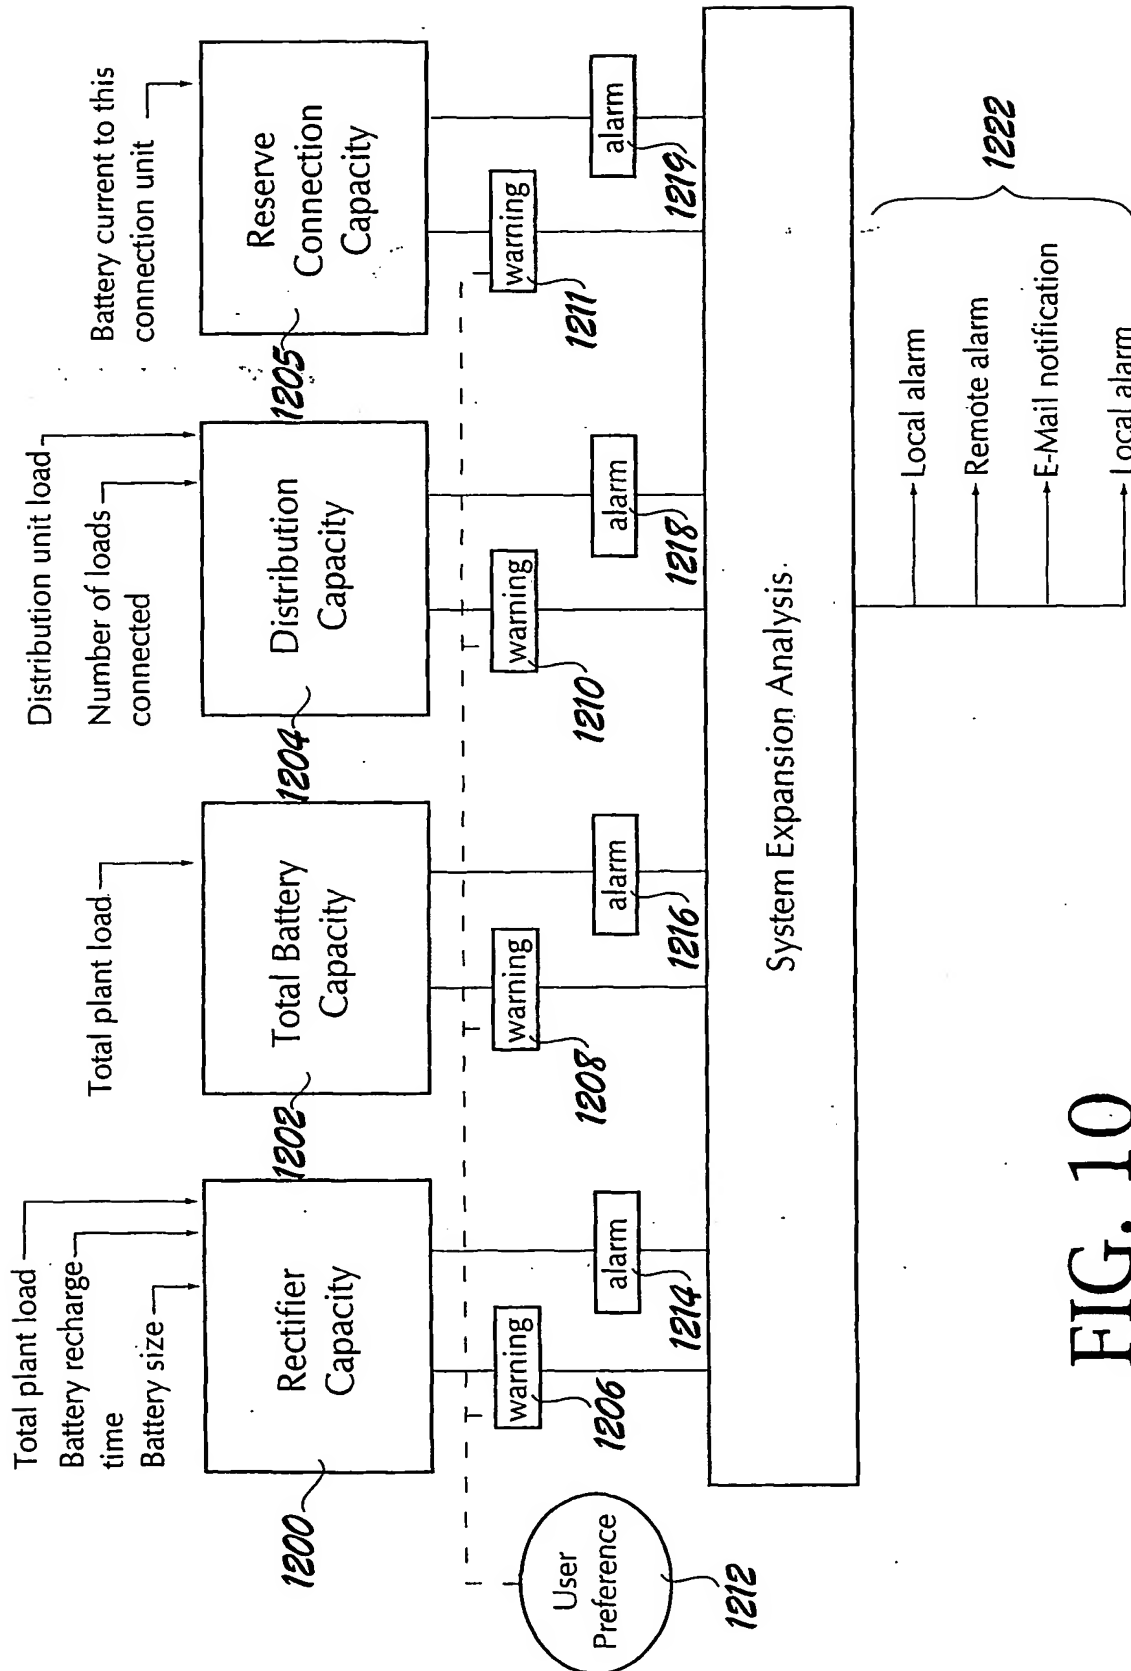 Total plant load
Battery recharge
time
Battery size
Total plant load
Distribution unit load
Number of loads
connected
Battery current to this
connection unit
Rectifier
Capacity
Total Battery
Capacity
Distribution
Capacity
Reserve
Connection
Capacity
1200
1202
1204
1205
warning
warning
warning
warning
1206
1208
1210
1211
User
Preference
1212
alarm
alarm
alarm
alarm
1214
1216
1218
1219
System Expansion Analysis.
Local alarm
Remote alarm
E-Mail notification
Local alarm
1222
FIG. 10